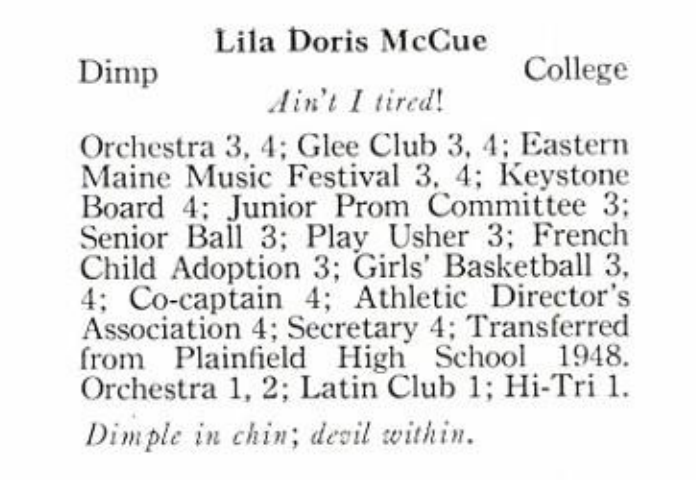 Lila Doris McCue
Dimp College
Ain't I tired!
Orchestra 3, 4; Glee Club 3, 4; Eastern
Maine Music Festival 3, 4; Keystone
Board 4; Junior Prom Committee 3;
Senior Ball 3; Play Usher 3; French
Child Adoption 3; Girls' Basketball 3,
4; Co-captain 4; Athletic Director's
Association 4; Secretary 4; Transferred
from Plainfield High School 1948.
Orchestra 1, 2; Latin Club 1; Hi-Tri 1.
Dimple in chin; devil within.